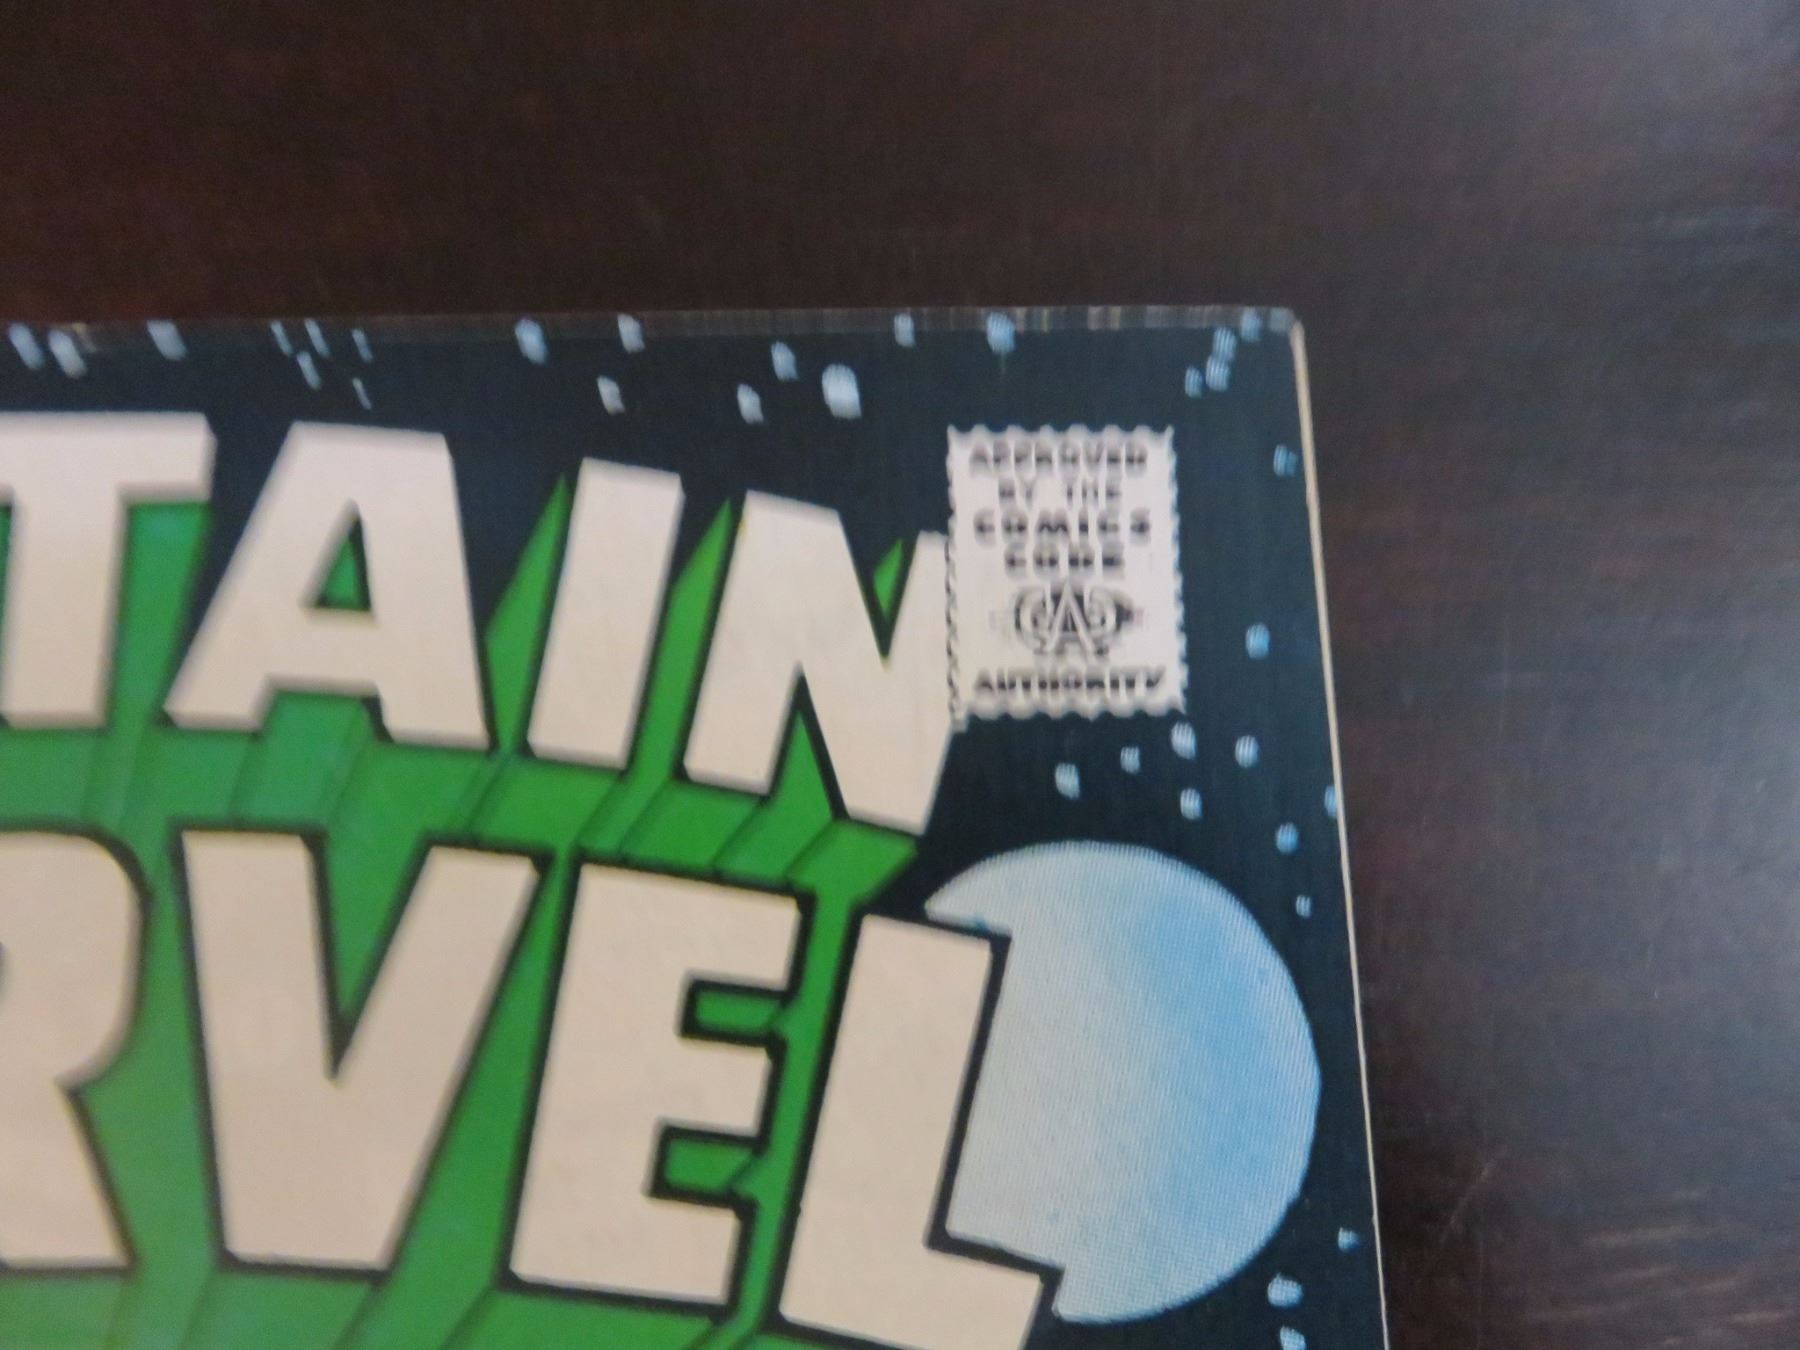 TAIN
RVEL
APPROVED
BY THE
COMICS
CODE
A
AUTHORITY